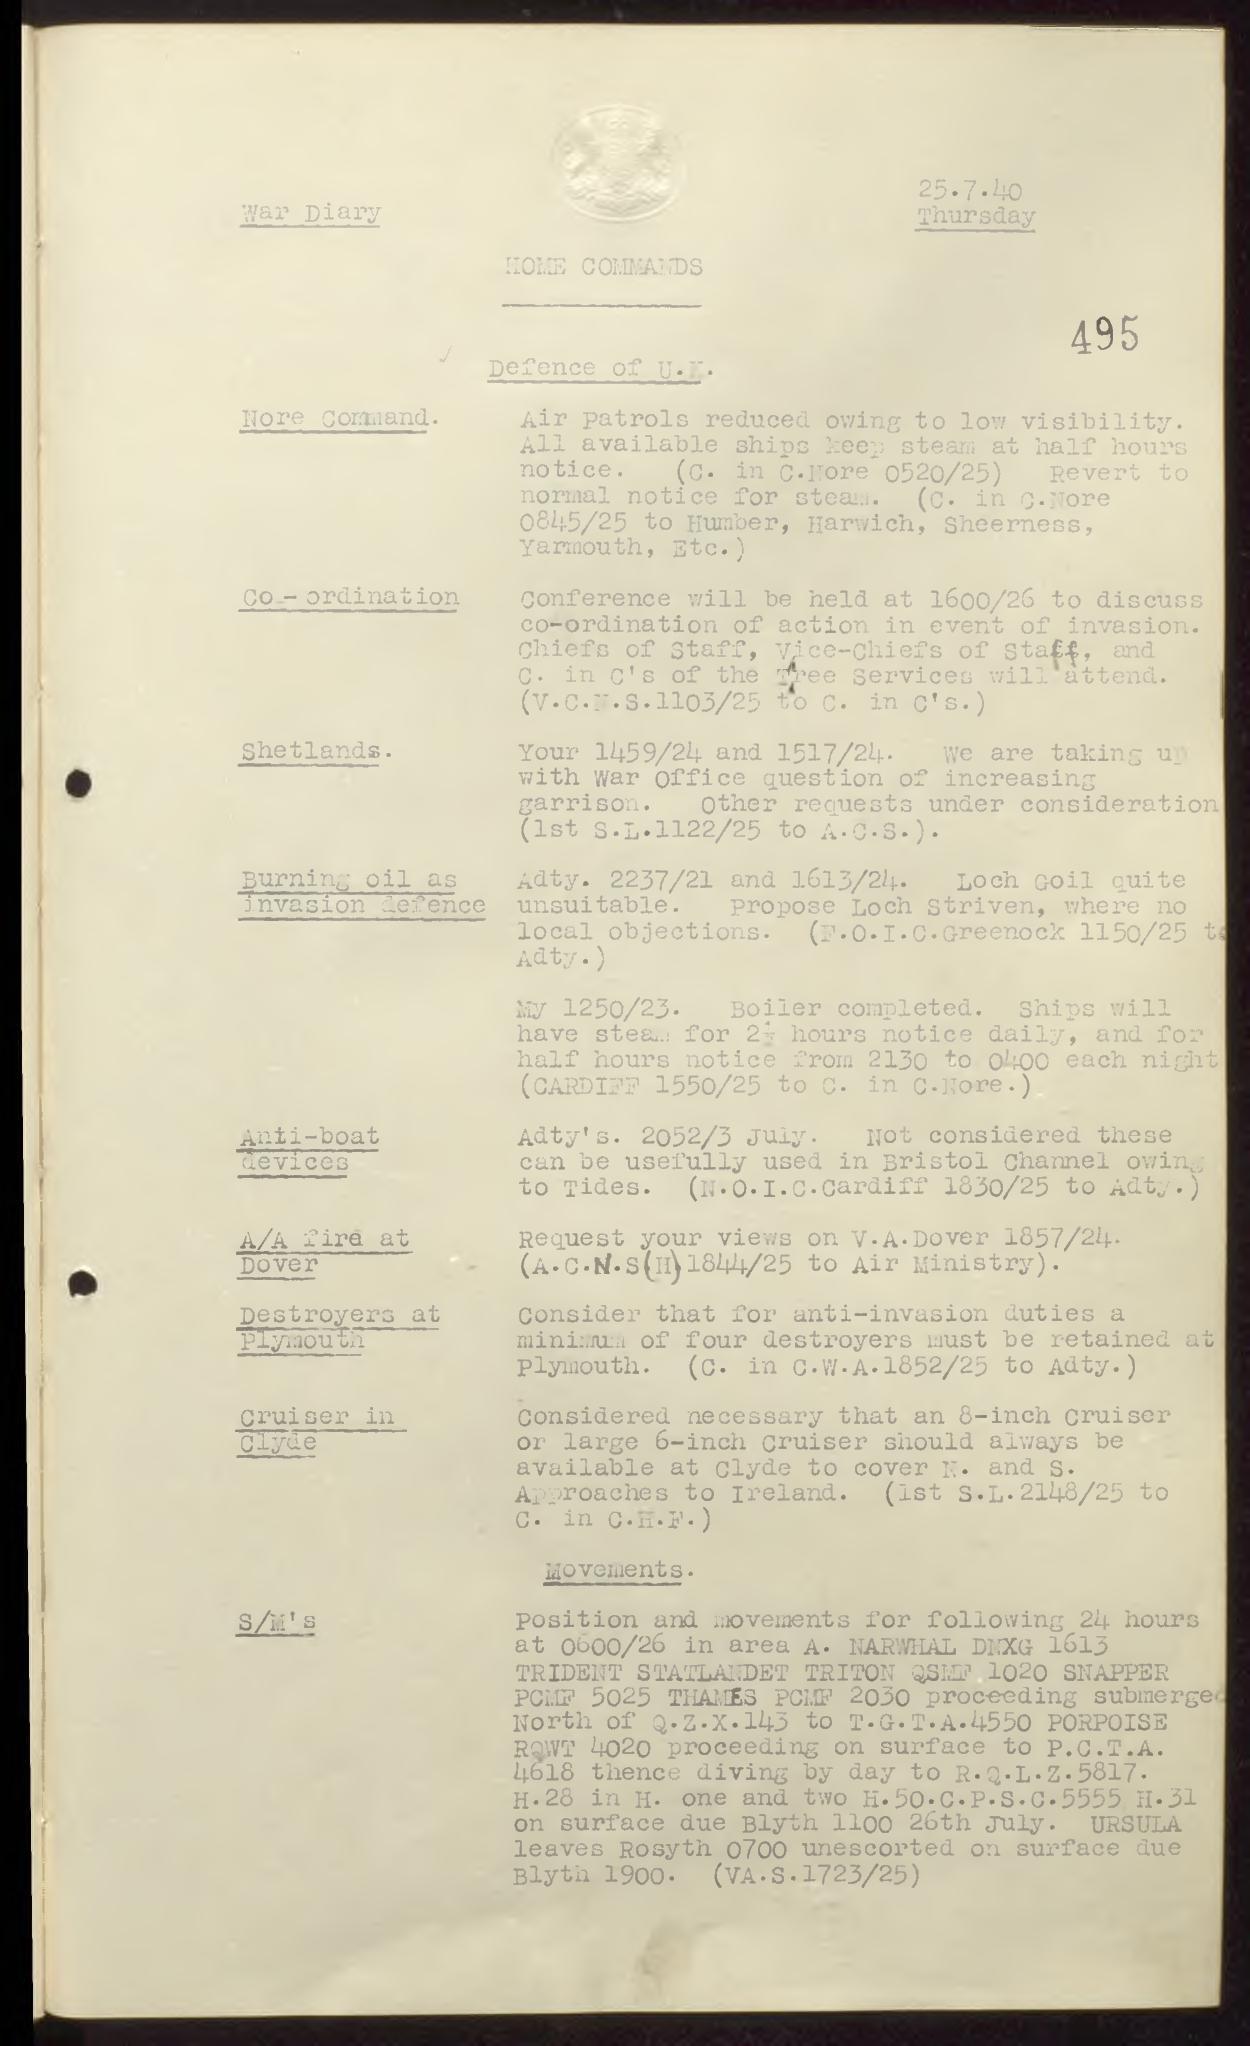 War Diary
25.7.40
Thursday
HOME COMMANDS
495
Defence of U.K.
Nore Command.
Air patrols reduced owing to low visibility.
All available ships keep steam at half hours
notice. (C. in C.Nore 0520/25) Revert to
normal notice for steam. (C. in C.Nore
0845/25 to Humber, Harwich, Sheerness,
Yarmouth, Etc.)
Co-ordination
Conference will be held at 1600/26 to discuss
co-ordination of action in event of invasion.
Chiefs of Staff, Vice-Chiefs of Staff, and
C. in C's of the Tree Services will attend.
(V.C.N.S.1103/25 to C. in C's.)
Shetlands.
Your 1459/24 and 1517/24. We are taking up
with War Office question of increasing
garrison. Other requests under consideration
(1st S.L.1122/25 to A.C.S.).
Burning oil as
invasion defence
Adty. 2237/21 and 1613/24. Loch Goil quite
unsuitable. Propose Loch Striven, where no
local objections. (F.O.I.C.Greenock 1150/25 to
Adty.)
My 1250/23. Boiler completed. Ships will
have steam for 2½ hours notice daily, and for
half hours notice from 2130 to 0400 each night
(CARDIFF 1550/25 to C. in C.Nore.)
Anti-boat
devices
Adty's. 2052/3 July. Not considered these
can be usefully used in Bristol Channel owing
to Tides. (N.O.I.C.Cardiff 1830/25 to Adty.)
A/A fire at
Dover
Request your views on V.A.Dover 1857/24.
(A.C.N.S(H)1844/25 to Air Ministry).
Destroyers at
Plymouth
Consider that for anti-invasion duties a
minimum of four destroyers must be retained at
Plymouth. (C. in C.W.A.1852/25 to Adty.)
Cruiser in
Clyde
Considered necessary that an 8-inch Cruiser
or large 6-inch Cruiser should always be
available at Clyde to cover N. and S.
Approaches to Ireland. (1st S.L.2148/25 to
C. in C.H.F.)
Movements.
S/M's
Position and movements for following 24 hours
at 0600/26 in area A. NARWHAL DMXG 1613
TRIDENT STATLANDET TRITON QSMF 1020 SNAPPER
PCMF 5025 THAMES PCMF 2030 proceeding submerged
North of Q.Z.X.143 to T.G.T.A.4550 PORPOISE
RQWT 4020 proceeding on surface to P.C.T.A.
4618 thence diving by day to R.Q.L.Z.5817.
H.28 in H. one and two H.50.C.P.S.C.5555 H.31
on surface due Blyth 1100 26th July. URSULA
leaves Rosyth 0700 unescorted on surface due
Blyth 1900. (VA.S.1723/25)